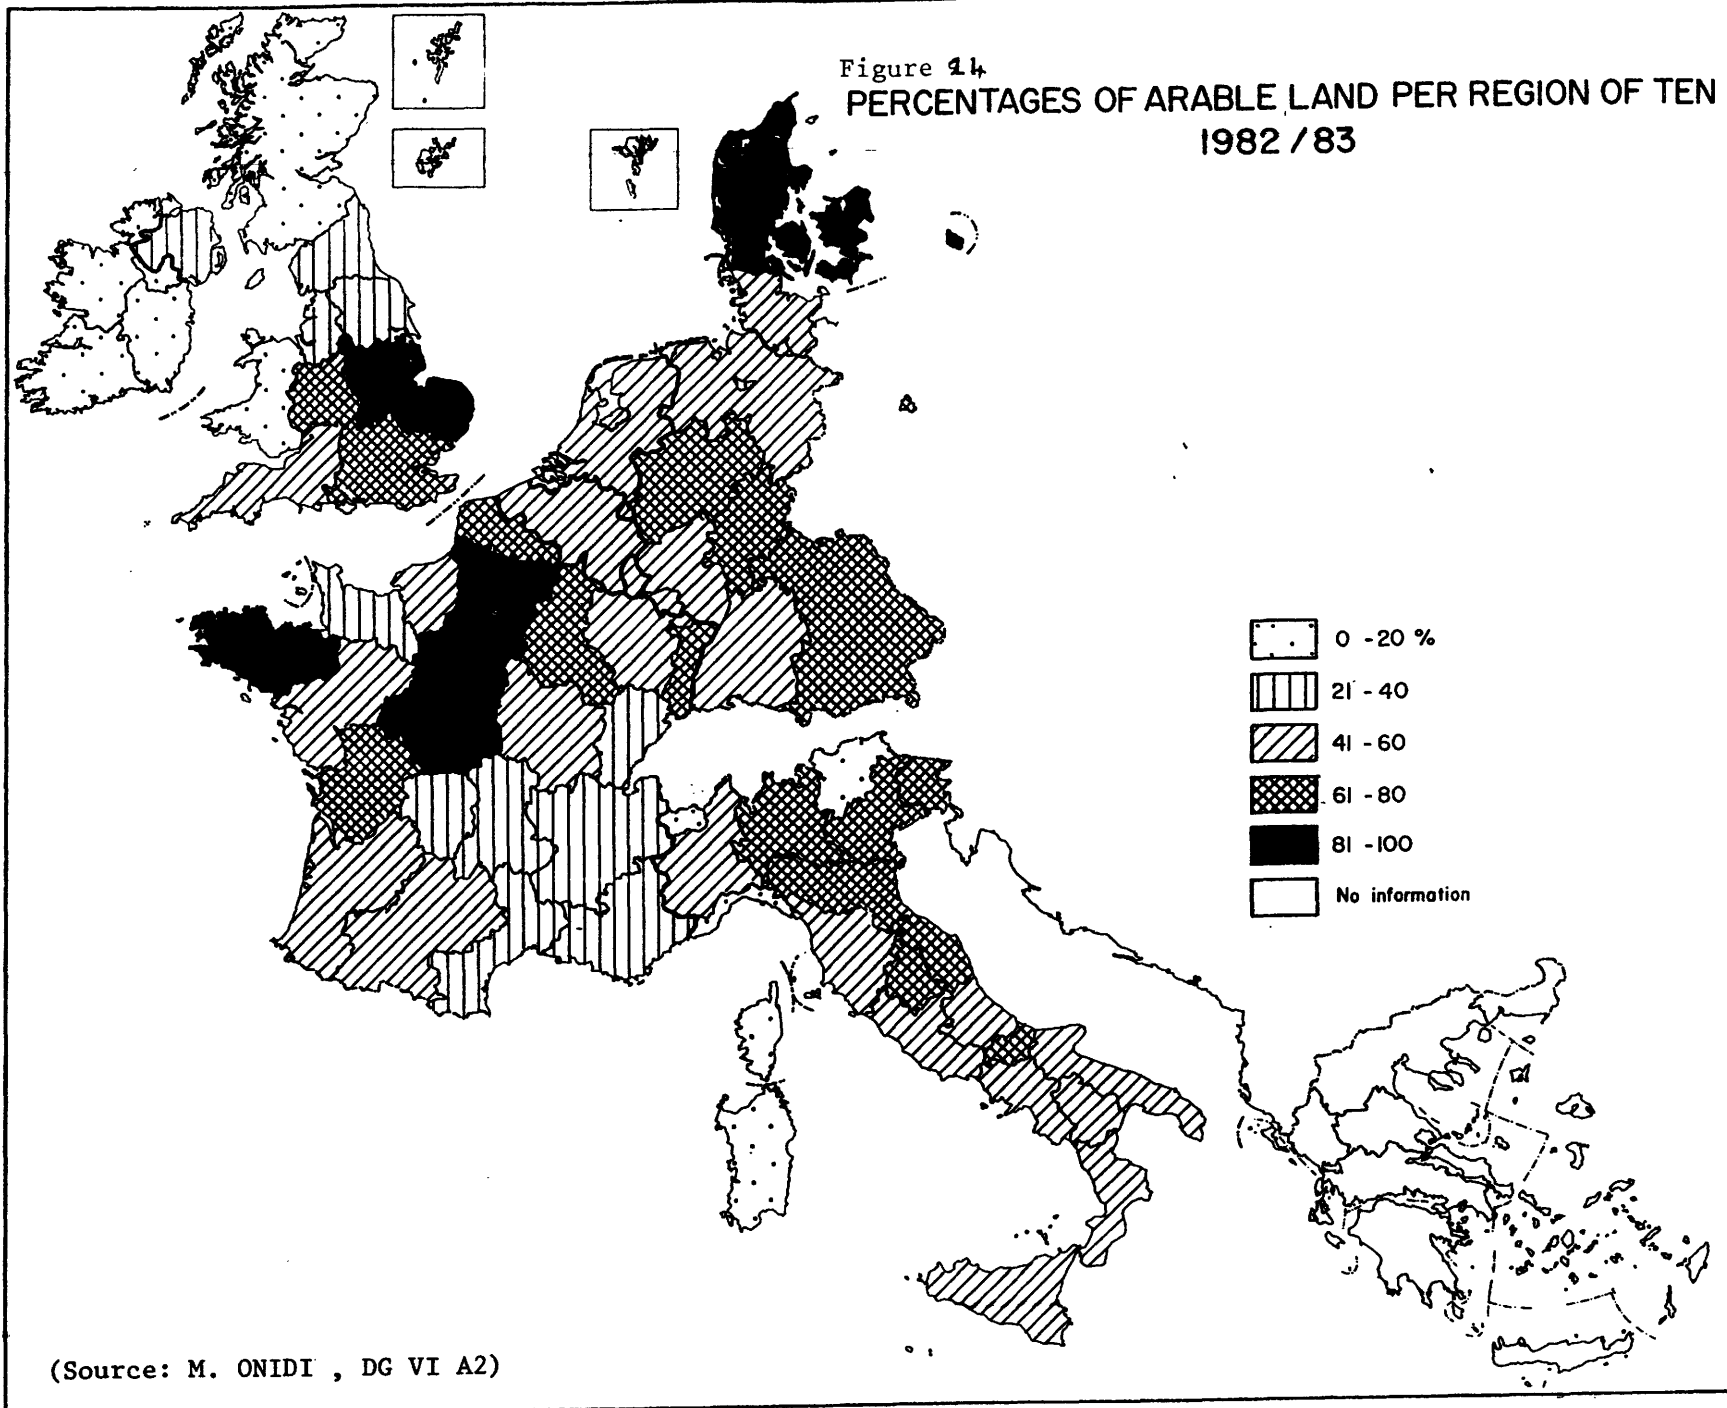 Figure 24
PERCENTAGES OF ARABLE LAND PER REGION OF TEN
1982/83
0 - 20 %
21 - 40
41 - 60
61 - 80
81 - 100
No information
(Source: M. ONIDI , DG VI A2)